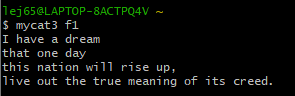 lej65@LAPTOP-8ACTPQ4V ~
$ mycat3 f1
I have a dream
that one day
this nation will rise up,
live out the true meaning of its creed.